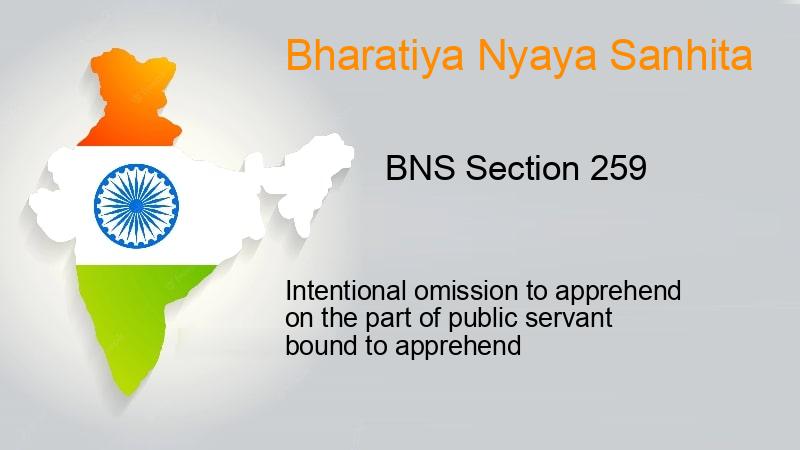 Bharatiya Nyaya Sanhita
BNS Section 259
Intentional omission to apprehend
on the part of public servant
bound to apprehend